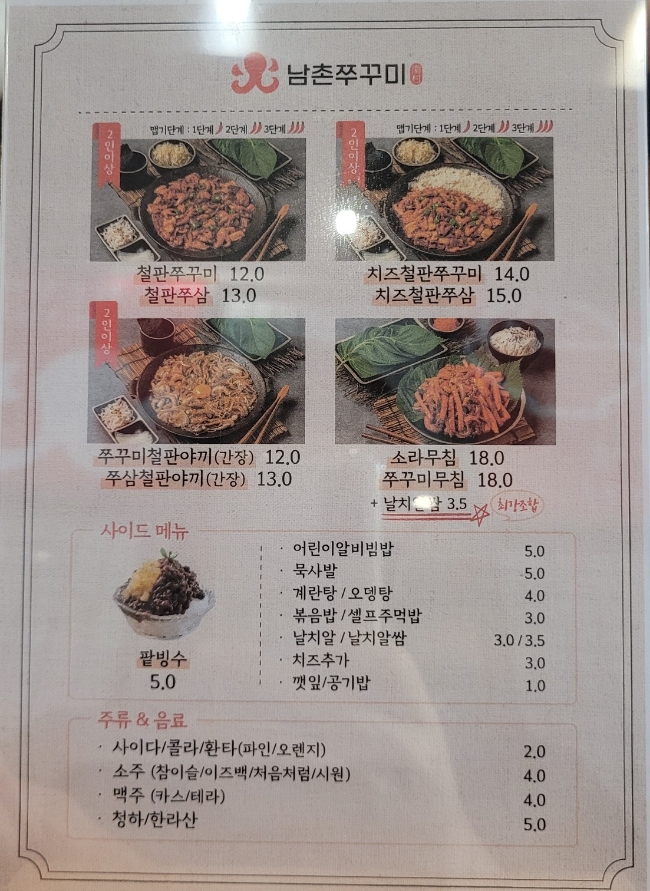 남촌쭈꾸미
2인이상
맵기단계 : 1단계 2단계 3단계
철판쭈꾸미 12.0
철판쭈삼 13.0
2인이상
맵기단계 : 1단계 2단계 3단계
치즈철판쭈꾸미 14.0
치즈철판쭈삼 15.0
2인이상
쭈꾸미철판야끼(간장) 12.0
쭈삼철판야끼(간장) 13.0
소라무침 18.0
쭈꾸미무침 18.0
+ 날치알쌈 3.5 최강조합
사이드 메뉴
팥빙수
5.0
· 어린이알비빔밥 5.0
· 묵사발 5.0
· 계란탕 / 오뎅탕 4.0
· 볶음밥 / 셀프주먹밥 3.0
· 날치알 / 날치알쌈 3.0 / 3.5
· 치즈추가 3.0
· 깻잎/공기밥 1.0
주류 & 음료
· 사이다/콜라/환타(파인/오렌지) 2.0
· 소주 (참이슬/이즈백/처음처럼/시원) 4.0
· 맥주 (카스/테라) 4.0
· 청하/한라산 5.0